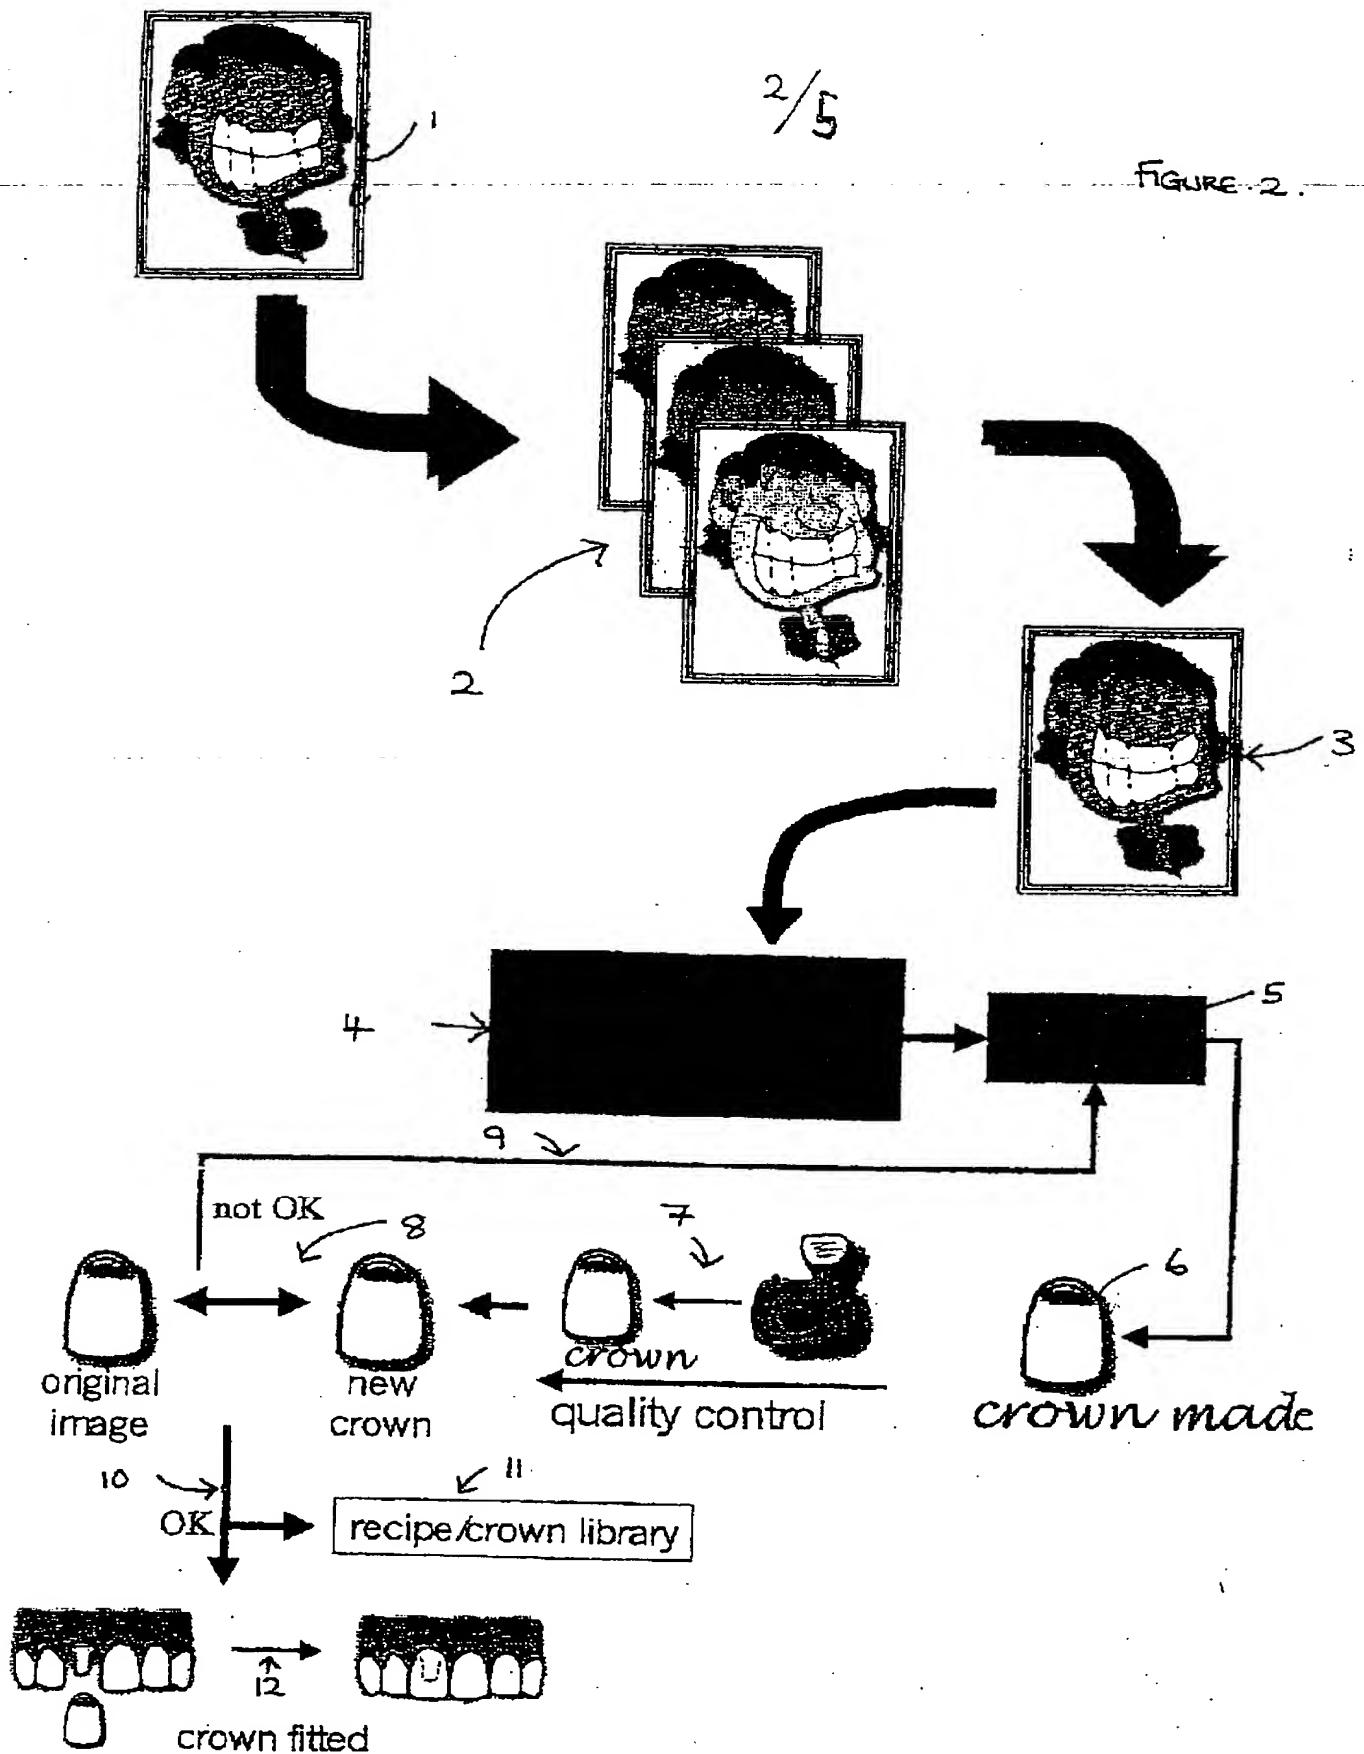 2/5
1
FIGURE.2.
2
3
4
5
9
not OK
8
7
6
original
image
new
crown
crown
quality control
crown made
10
11
OK
recipe/crown library
12
crown fitted